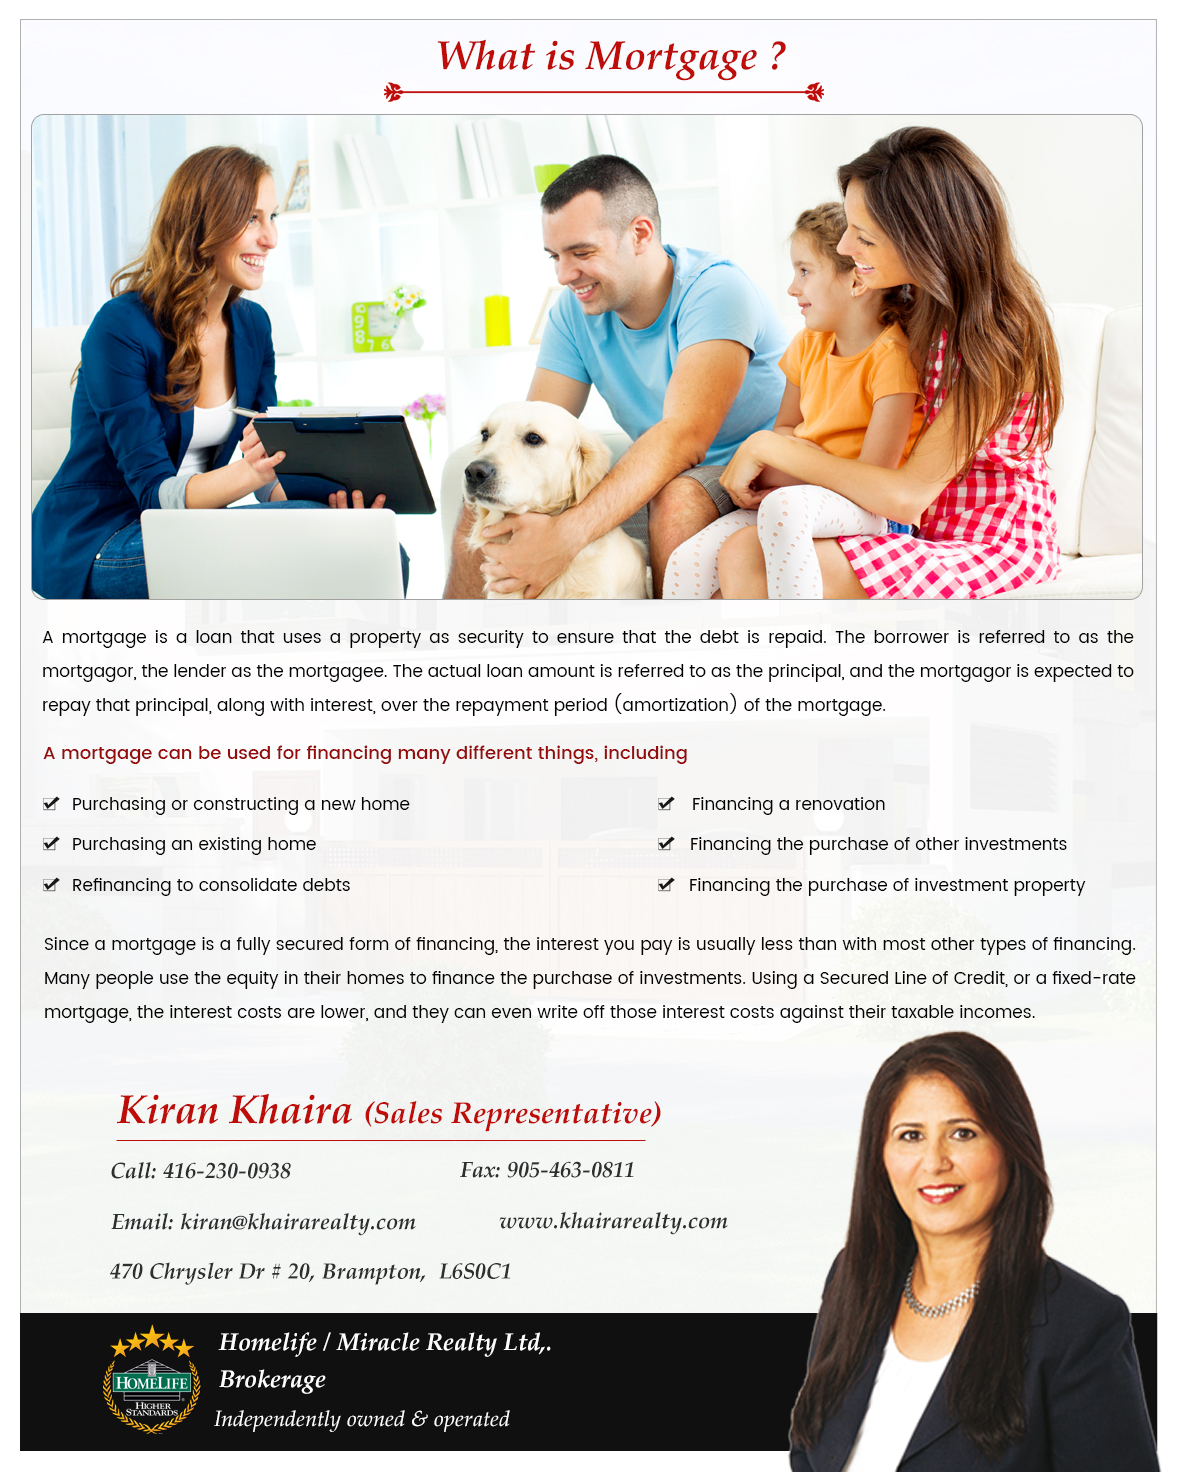 What is Mortgage ?
A mortgage is a loan that uses a property as security to ensure that the debt is repaid. The borrower is referred to as the
mortgagor, the lender as the mortgagee. The actual loan amount is referred to as the principal, and the mortgagor is expected to
repay that principal, along with interest, over the repayment period (amortization) of the mortgage.
A mortgage can be used for financing many different things, including
Purchasing or constructing a new home
Financing a renovation
Purchasing an existing home
Financing the purchase of other investments
Refinancing to consolidate debts
Financing the purchase of investment property
Since a mortgage is a fully secured form of financing, the interest you pay is usually less than with most other types of financing.
Many people use the equity in their homes to finance the purchase of investments. Using a Secured Line of Credit, or a fixed-rate
mortgage, the interest costs are lower, and they can even write off those interest costs against their taxable incomes.
Kiran Khaira (Sales Representative)
Call: 416-230-0938
Fax: 905-463-0811
Email: kiran@khairarealty.com
www.khairarealty.com
470 Chrysler Dr # 20, Brampton, L6S0C1
Homelife / Miracle Realty Ltd,.
Brokerage
Independently owned & operated
HOMELIFE
HIGHER
STANDARDS